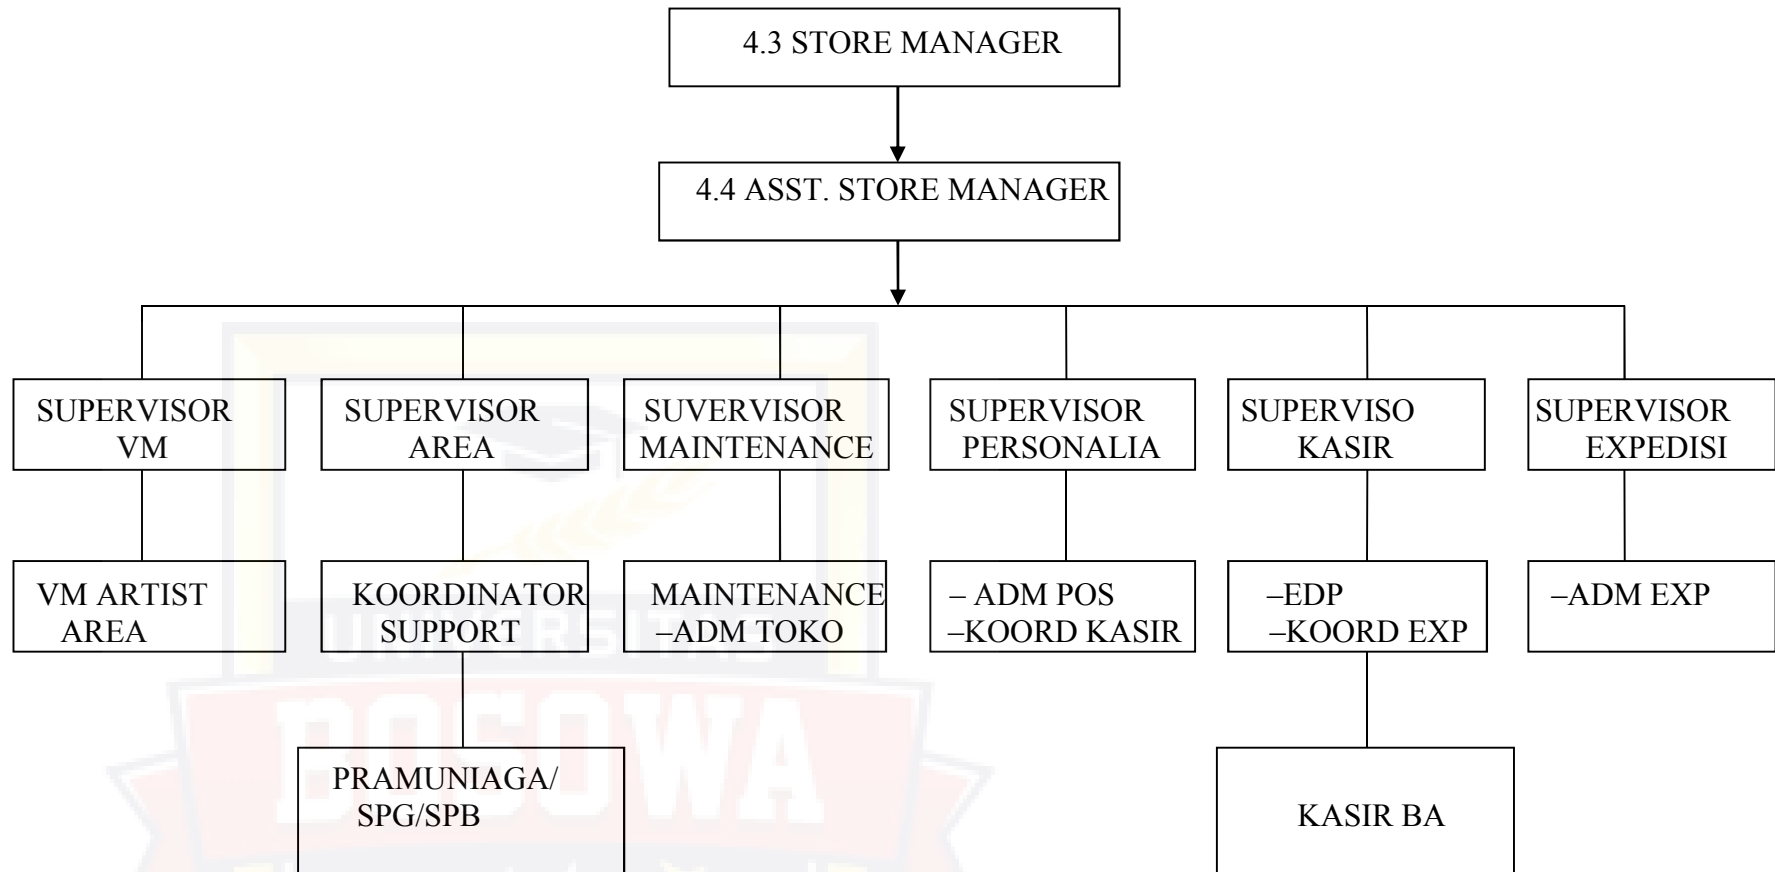 4.3 STORE MANAGER
4.4 ASST. STORE MANAGER
SUPERVISOR
VM
SUPERVISOR
AREA
SUVERVISOR
MAINTENANCE
SUPERVISOR
PERSONALIA
SUPERVISO
KASIR
SUPERVISOR
EXPEDISI
VM ARTIST
AREA
KOORDINATOR
SUPPORT
MAINTENANCE
–ADM TOKO
– ADM POS
–KOORD KASIR
–EDP
–KOORD EXP
–ADM EXP
PRAMUNIAGA/
SPG/SPB
KASIR BA
UNIVERSITAS
BOSOWA